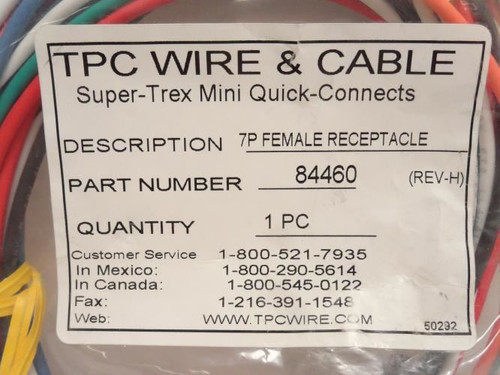 TPC WIRE & CABLE
Super-Trex Mini Quick-Connects
DESCRIPTION 7P FEMALE RECEPTACLE
PART NUMBER 84460 (REV-H)
QUANTITY 1 PC
Customer Service 1-800-521-7935
In Mexico: 1-800-290-5614
In Canada: 1-800-545-0122
Fax: 1-216-391-1548
Web: WWW.TPCWIRE.COM
50292